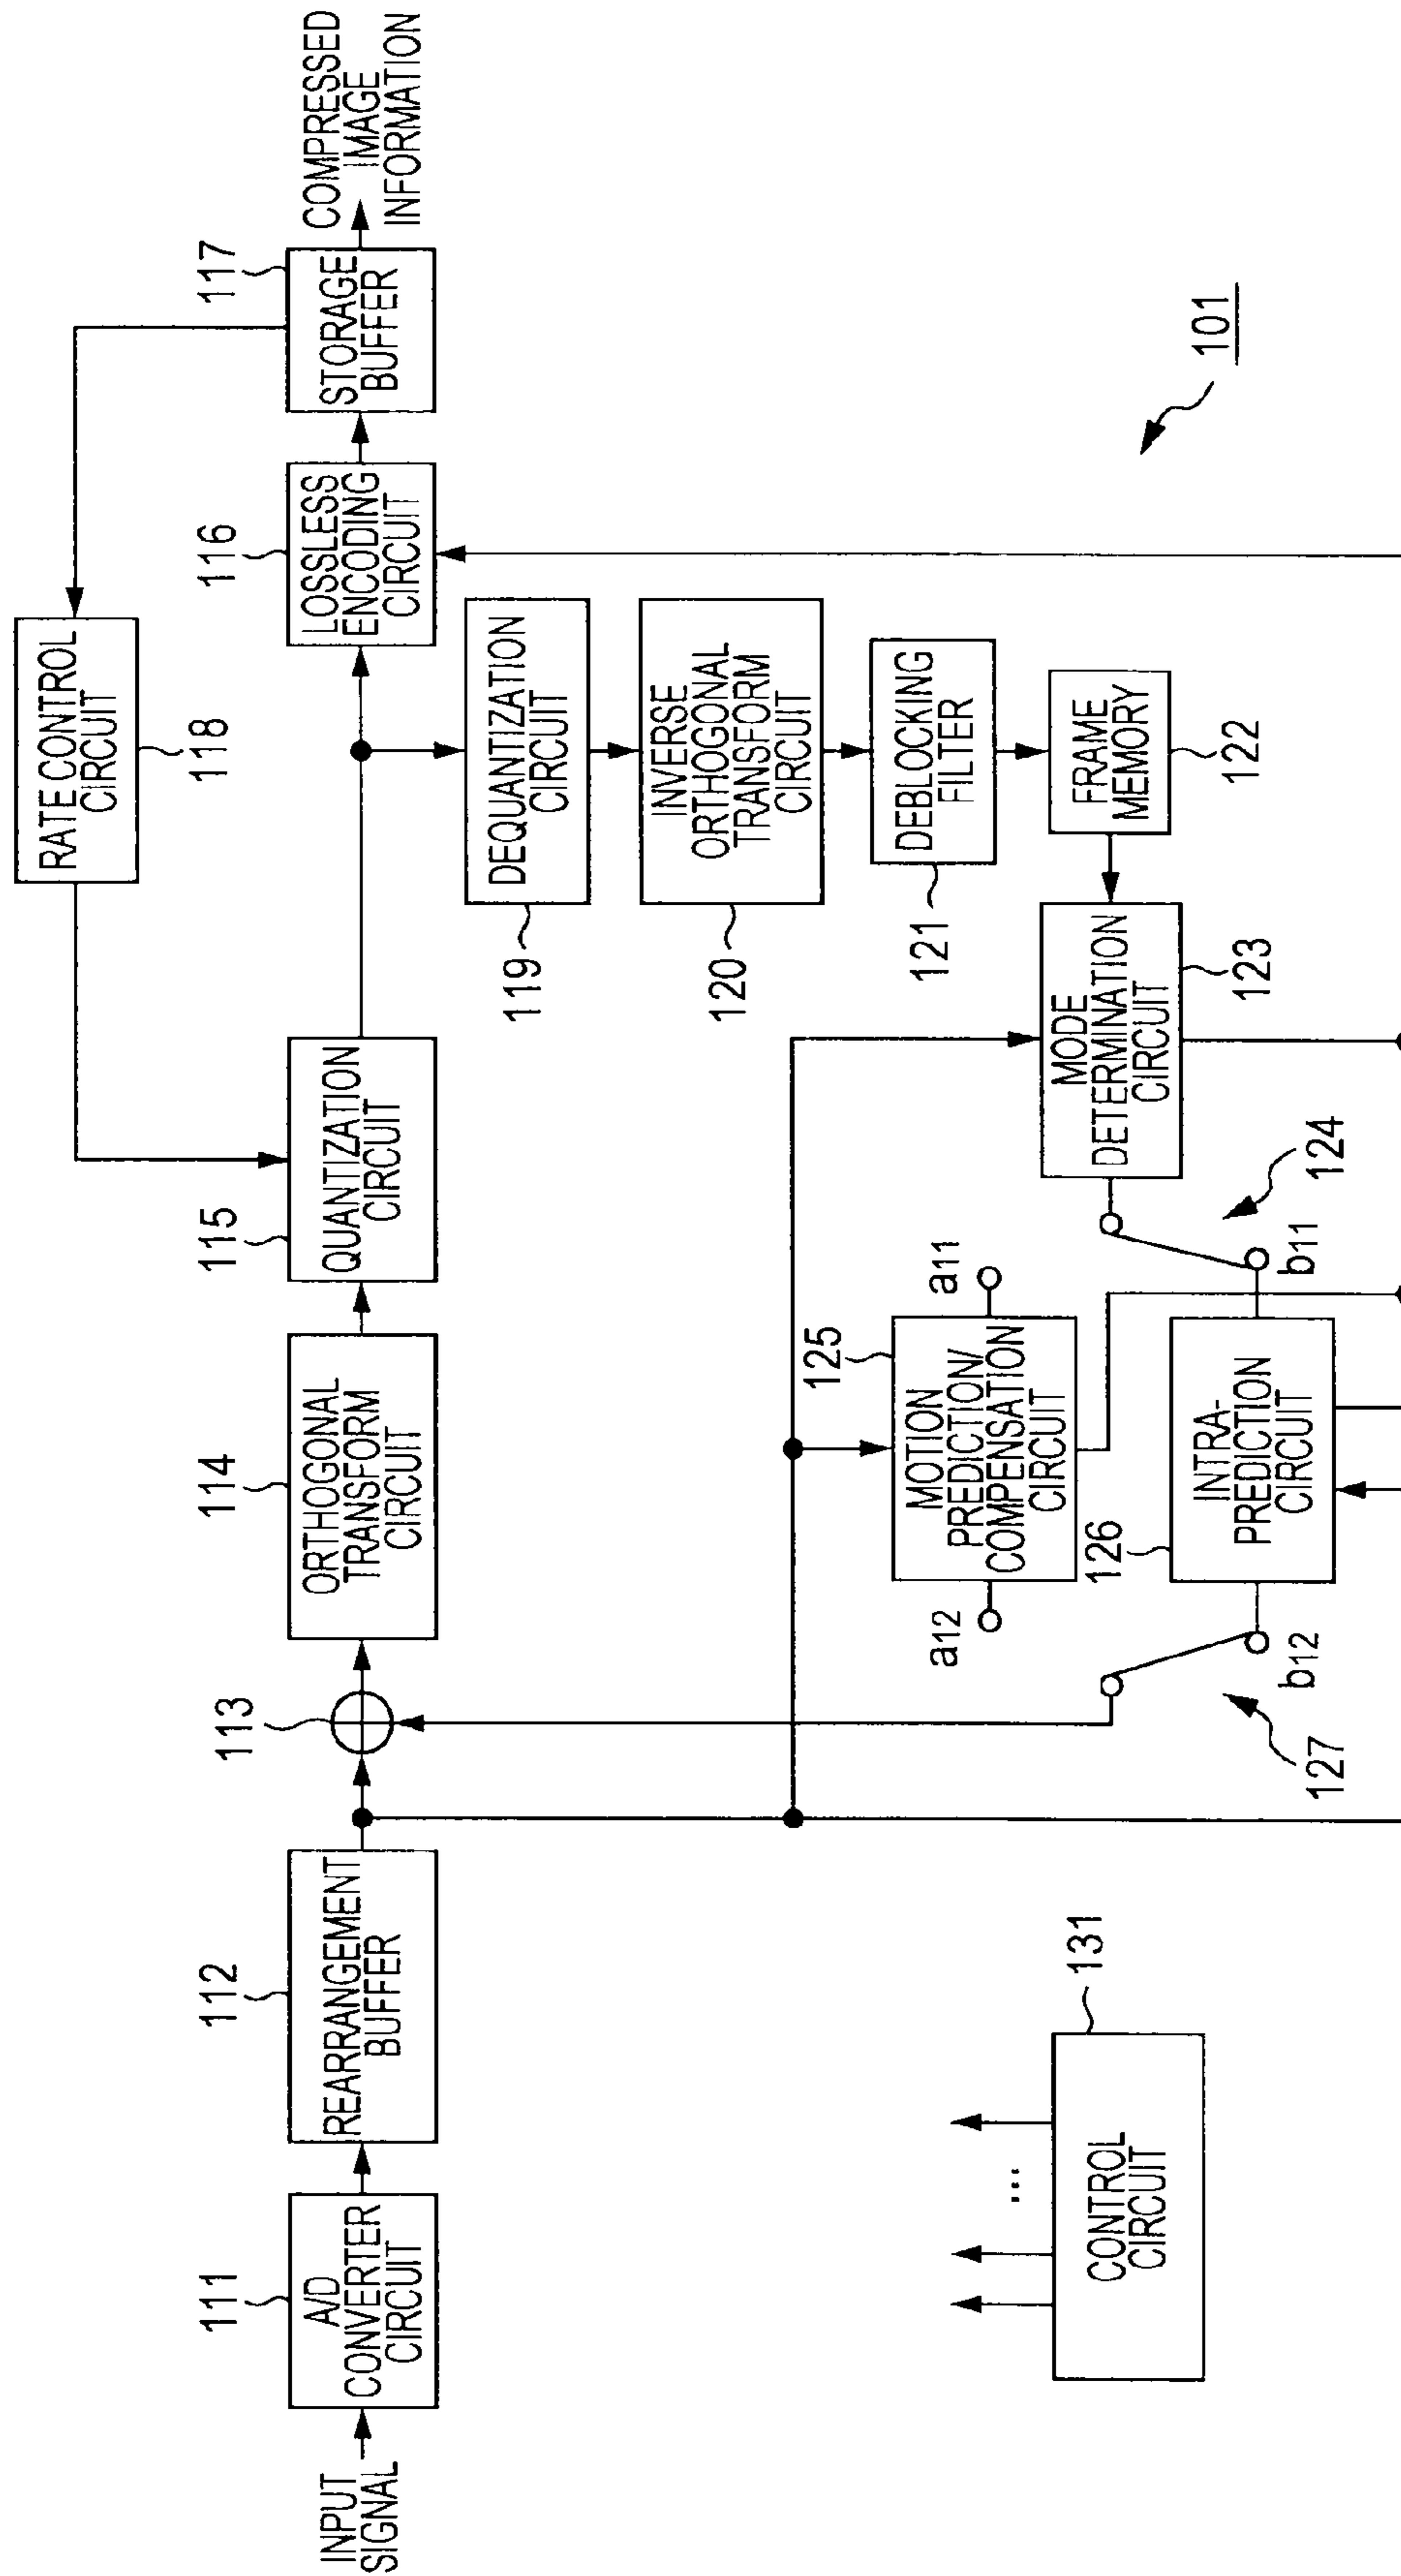 INPUT
SIGNAL
111
A/D
CONVERTER
CIRCUIT
112
REARRANGEMENT
BUFFER
113
114
ORTHOGONAL
TRANSFORM
CIRCUIT
115
QUANTIZATION
CIRCUIT
RATE CONTROL
CIRCUIT
118
116
LOSSLESS
ENCODING
CIRCUIT
117
STORAGE
BUFFER
COMPRESSED
IMAGE
INFORMATION
DEQUANTIZATION
CIRCUIT
119
INVERSE
ORTHOGONAL
TRANSFORM
CIRCUIT
120
DEBLOCKING
FILTER
121
FRAME
MEMORY
122
MODE
DETERMINATION
CIRCUIT
123
124
a11
b11
125
MOTION
PREDICTION/
COMPENSATION
CIRCUIT
a12
126
INTRA-
PREDICTION
CIRCUIT
b12
127
131
CONTROL
CIRCUIT
...
101